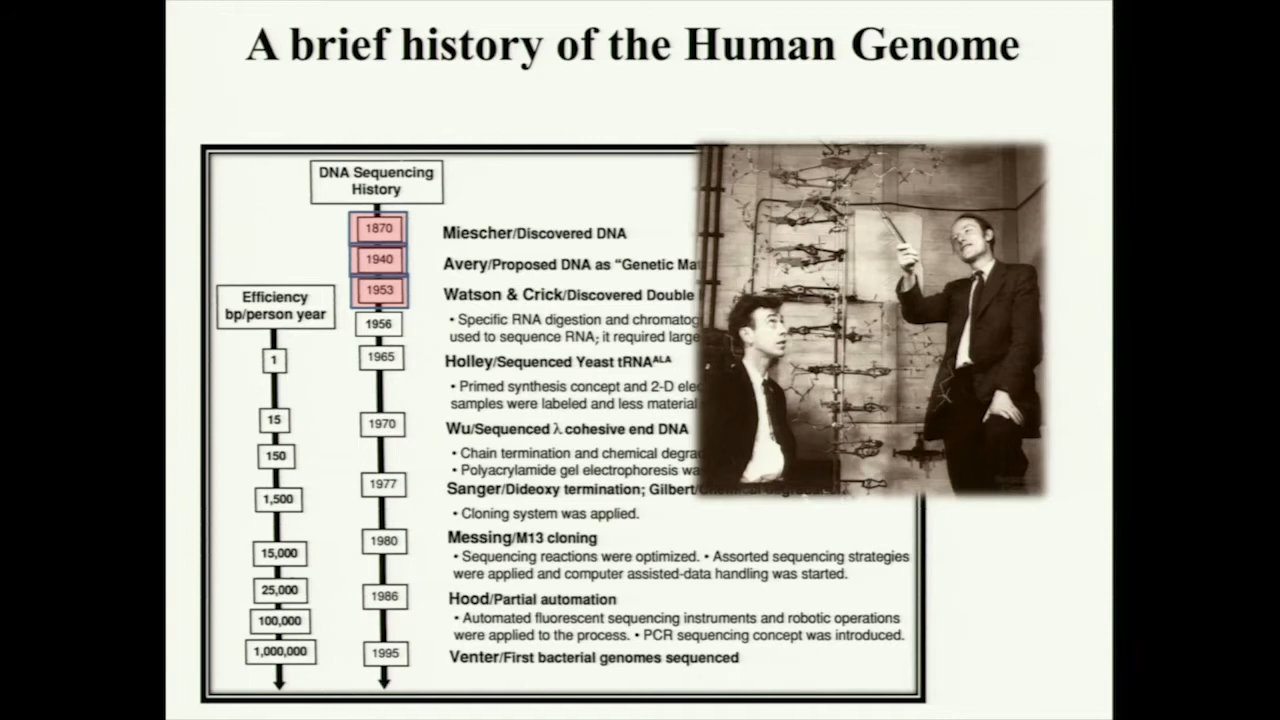 A brief history of the Human Genome
DNA Sequencing
History
1870
Miescher/Discovered DNA
1940
Avery/Proposed DNA as “Genetic
1953
Watson & Crick/Discovered Double
Efficiency
bp/person year
1956
• Specific RNA digestion and
used to sequence RNA; it required large
1
1965
Holley/Sequenced Yeast tRNAᴬᴸᴬ
• Primed synthesis concept and 2-D
samples were labeled and less material
15
1970
Wu/Sequenced λ cohesive end DNA
150
• Chain termination and chemical
• Polyacrylamide gel electrophoresis
1,500
1977
Sanger/Dideoxy termination;
• Cloning system was applied.
15,000
1980
Messing/M13 cloning
• Sequencing reactions were optimized. • Assorted sequencing strategies
were applied and computer assisted-data handling was started.
25,000
1986
Hood/Partial automation
100,000
• Automated fluorescent sequencing instruments and robotic operations
were applied to the process. • PCR sequencing concept was introduced.
1,000,000
1995
Venter/First bacterial genomes sequenced